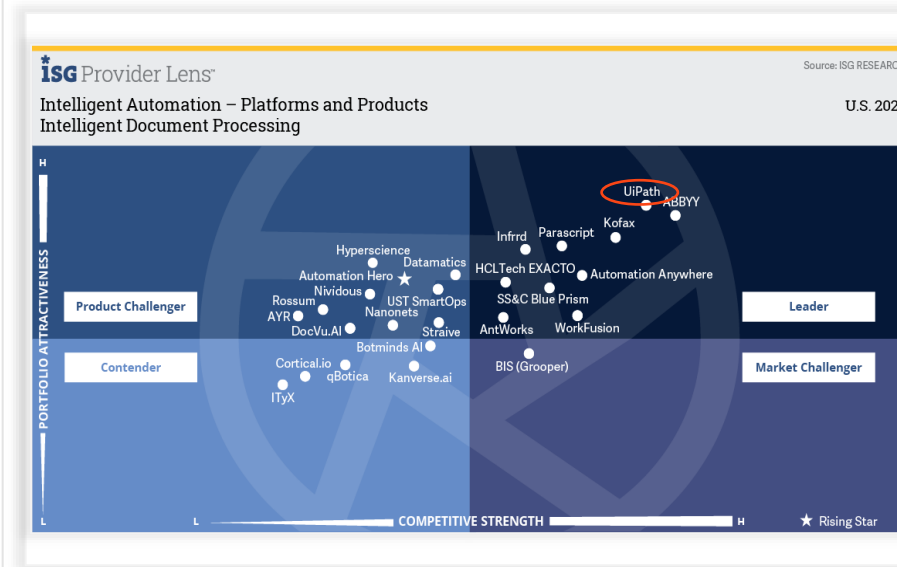 ISG Provider Lens™
Source: ISG RESEARC
Intelligent Automation – Platforms and Products
Intelligent Document Processing
U.S. 202
H
PORTFOLIO ATTRACTIVENESS
L
UiPath
ABBYY
Kofax
Parascript
Infrrd
Hyperscience
Datamatics
HCLTech EXACTO
Automation Anywhere
Automation Hero
Nividous
UST SmartOps
SS&C Blue Prism
Rossum
Nanonets
AYR
DocVu.AI
Straive
AntWorks
WorkFusion
Product Challenger
Leader
Botminds AI
Contender
Cortical.io
qBotica
Kanverse.ai
BIS (Grooper)
Market Challenger
ITyX
L
COMPETITIVE STRENGTH
H
★ Rising Star